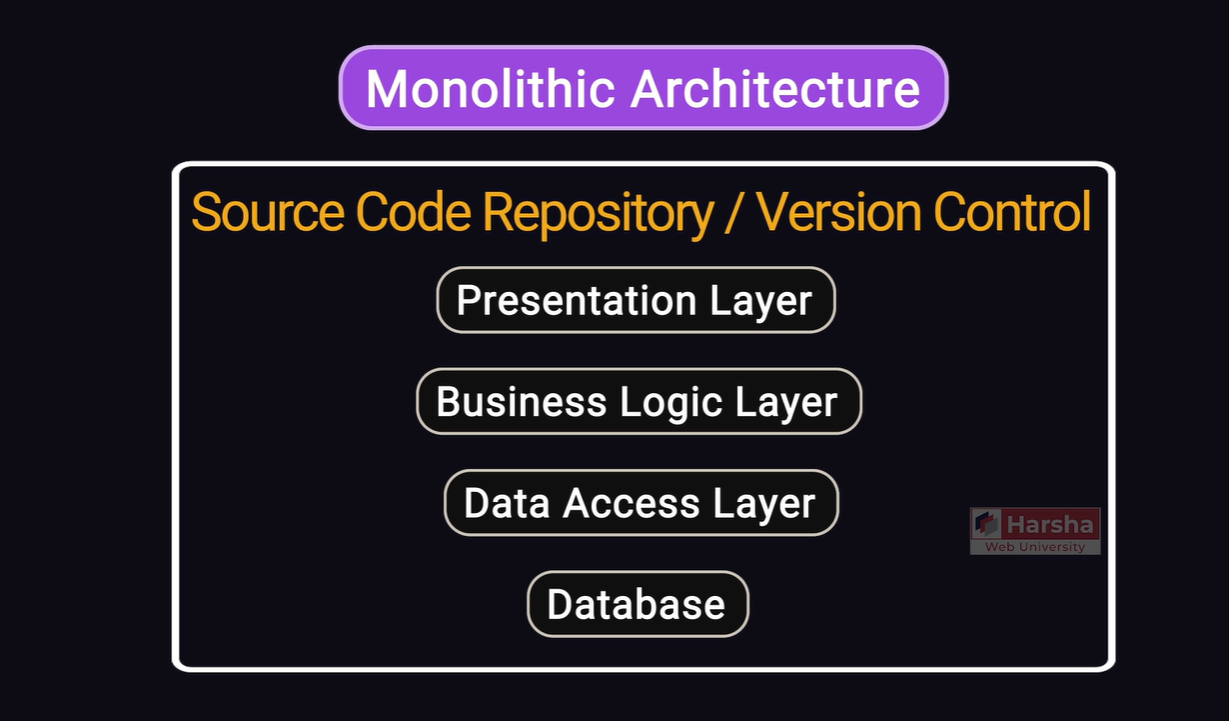 Monolithic Architecture
Source Code Repository / Version Control
Presentation Layer
Business Logic Layer
Data Access Layer
Harsha
Web University
Database